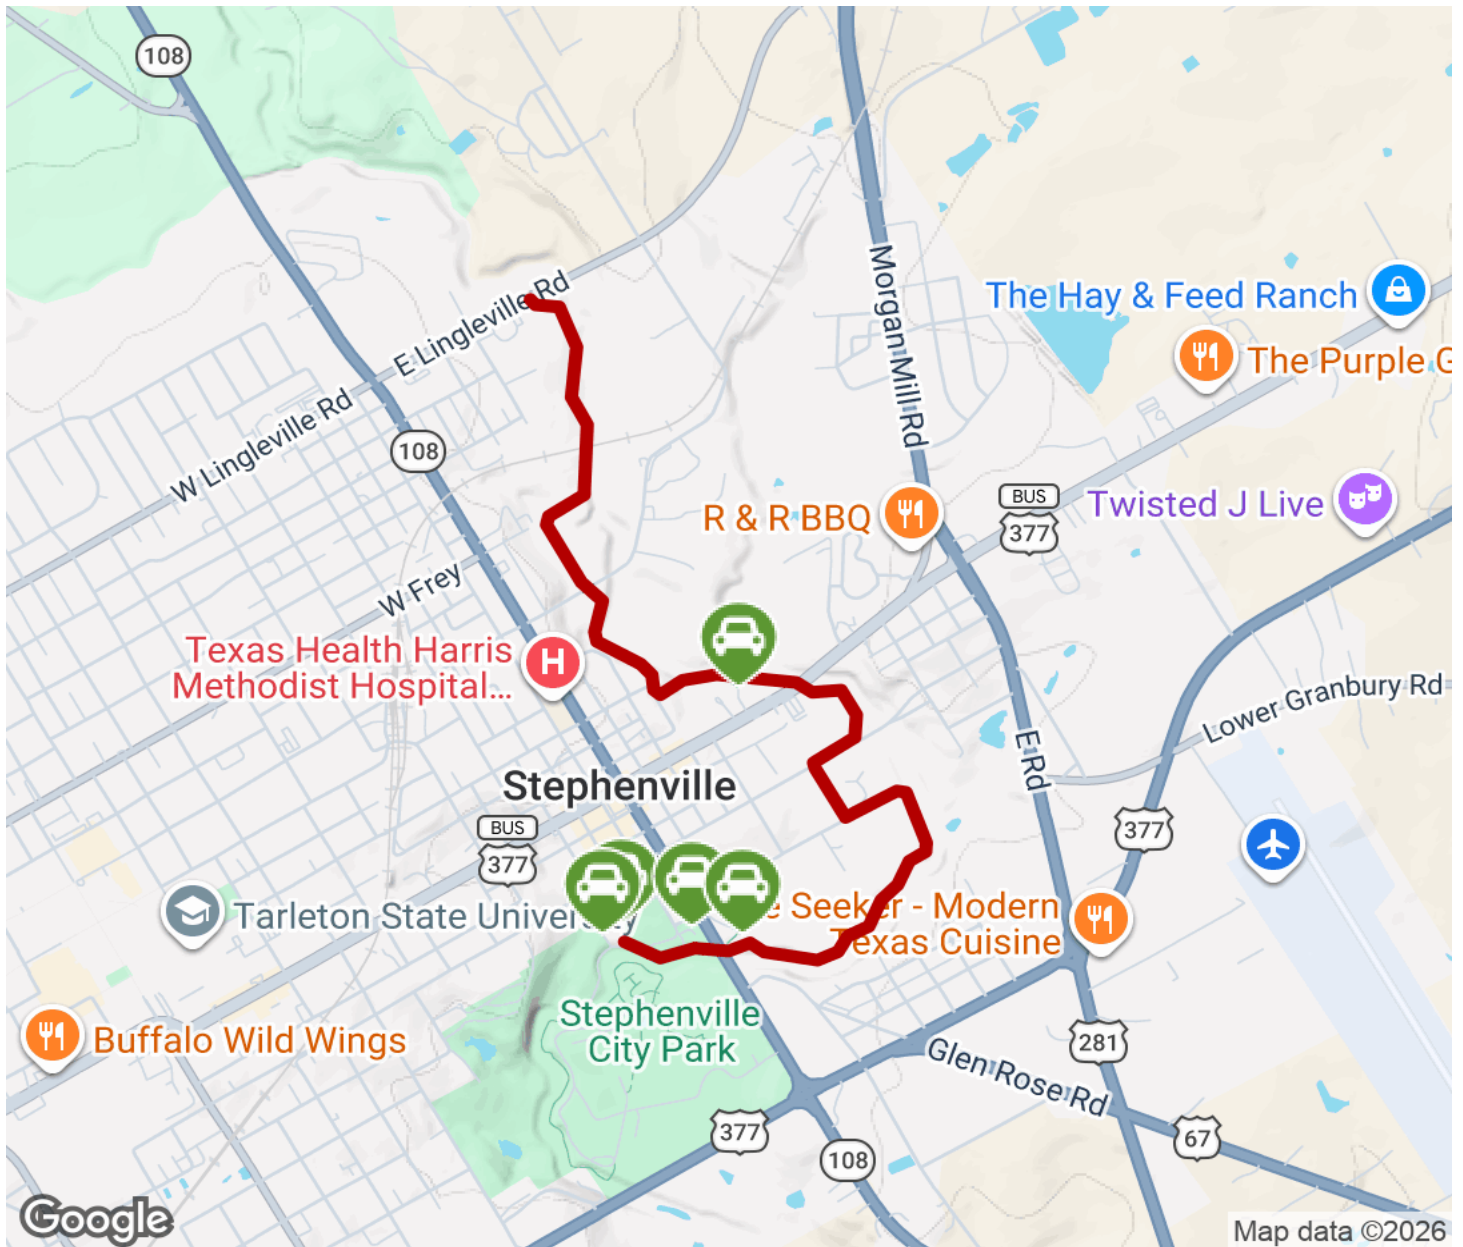 108
E Lingleville Rd
W Lingleville Rd
108
Morgan Mill Rd
The Hay & Feed Ranch
The Purple G
BUS
377
Twisted J Live
R & R BBQ
W Frey
Texas Health Harris
Methodist Hospital...
Lower Granbury Rd
E Rd
Stephenville
BUS
377
377
Tarleton State University
e Seeker - Modern
Texas Cuisine
Stephenville
City Park
Buffalo Wild Wings
281
Glen Rose Rd
377
108
67
Google
Map data ©2026